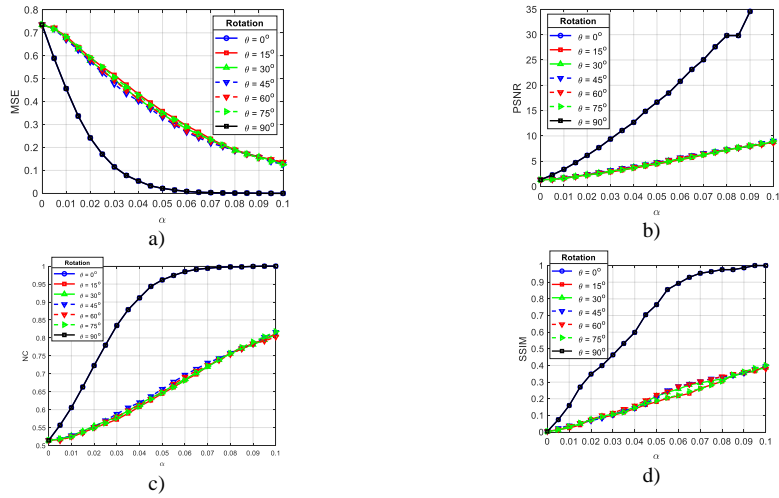 0.8
0.7
0.6
0.5
0.4
0.3
0.2
0.1
0
MSE
Rotation
θ = 0°
θ = 15°
θ = 30°
θ = 45°
θ = 60°
θ = 75°
θ = 90°
0 0.01 0.02 0.03 0.04 0.05 0.06 0.07 0.08 0.09 0.1
α
a)
35
30
25
20
15
10
5
0
PSNR
Rotation
θ = 0°
θ = 15°
θ = 30°
θ = 45°
θ = 60°
θ = 75°
θ = 90°
0 0.01 0.02 0.03 0.04 0.05 0.06 0.07 0.08 0.09 0.1
α
b)
1
0.95
0.9
0.85
0.8
0.75
0.7
0.65
0.6
0.55
0.5
NC
Rotation
θ = 0°
θ = 15°
θ = 30°
θ = 45°
θ = 60°
θ = 75°
θ = 90°
0 0.01 0.02 0.03 0.04 0.05 0.06 0.07 0.08 0.09 0.1
α
c)
1
0.9
0.8
0.7
0.6
0.5
0.4
0.3
0.2
0.1
0
SSIM
Rotation
θ = 0°
θ = 15°
θ = 30°
θ = 45°
θ = 60°
θ = 75°
θ = 90°
0 0.01 0.02 0.03 0.04 0.05 0.06 0.07 0.08 0.09 0.1
α
d)